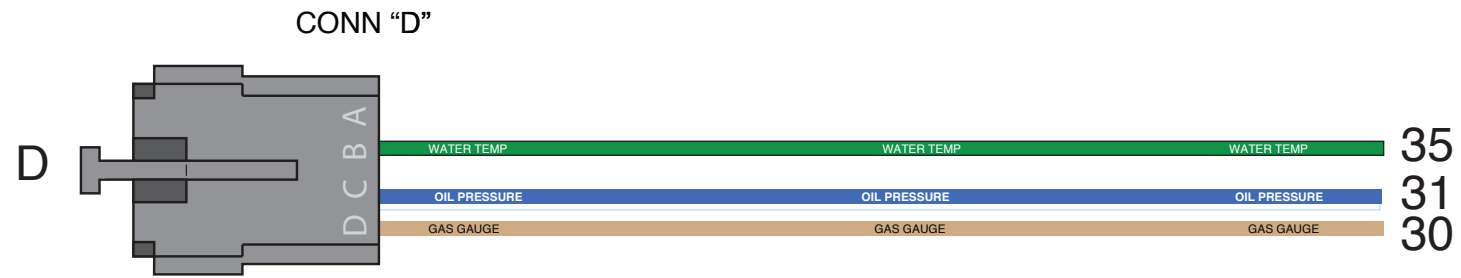 CONN “D”
D
A
B
C
D
WATER TEMP WATER TEMP WATER TEMP 35
OIL PRESSURE OIL PRESSURE OIL PRESSURE 31
GAS GAUGE GAS GAUGE GAS GAUGE 30